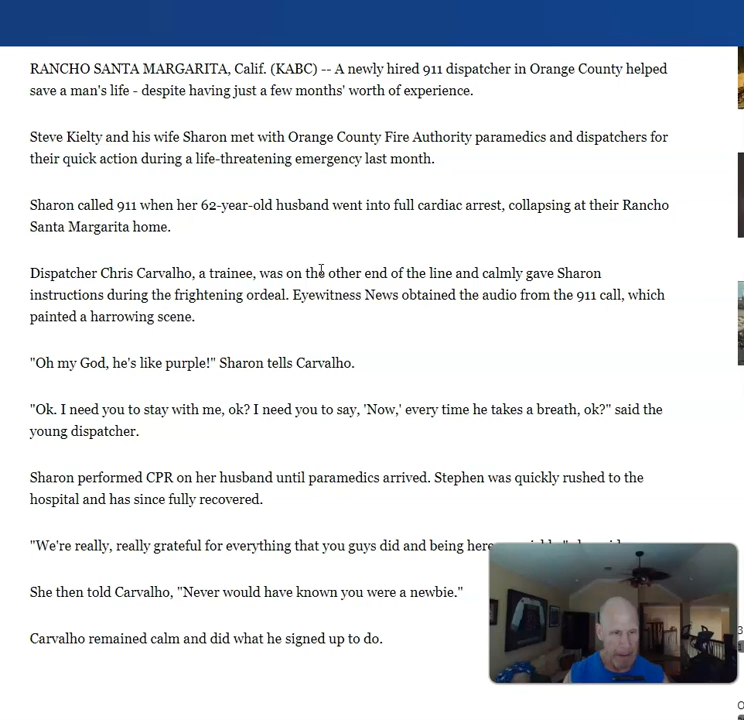 RANCHO SANTA MARGARITA, Calif. (KABC) -- A newly hired 911 dispatcher in Orange County helped
save a man's life - despite having just a few months' worth of experience.
Steve Kielty and his wife Sharon met with Orange County Fire Authority paramedics and dispatchers for
their quick action during a life-threatening emergency last month.
Sharon called 911 when her 62-year-old husband went into full cardiac arrest, collapsing at their Rancho
Santa Margarita home.
Dispatcher Chris Carvalho, a trainee, was on the other end of the line and calmly gave Sharon
instructions during the frightening ordeal. Eyewitness News obtained the audio from the 911 call, which
painted a harrowing scene.
"Oh my God, he's like purple!" Sharon tells Carvalho.
"Ok. I need you to stay with me, ok? I need you to say, 'Now,' every time he takes a breath, ok?" said the
young dispatcher.
Sharon performed CPR on her husband until paramedics arrived. Stephen was quickly rushed to the
hospital and has since fully recovered.
"We're really, really grateful for everything that you guys did and being here
She then told Carvalho, "Never would have known you were a newbie."
Carvalho remained calm and did what he signed up to do.